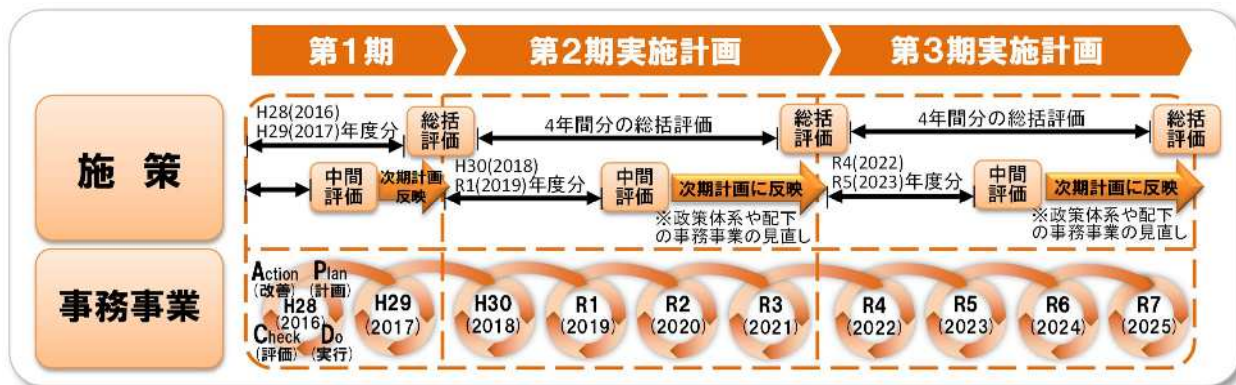 第1期
第2期実施計画
第3期実施計画
施 策
H28(2016)
H29(2017)年度分
総括
評価
4年間分の総括評価
総括
評価
4年間分の総括評価
総括
評価
中間
評価
次期計画
反映
H30(2018)
R1(2019)年度分
中間
評価
次期計画に反映
※政策体系や配下
の事務事業の見直し
R4(2022)
R5(2023)年度分
中間
評価
次期計画に反映
※政策体系や配下
の事務事業の見直し
事務事業
Action Plan
(改善) (計画)
H28
(2016)
Check Do
(評価) (実行)
H29
(2017)
H30
(2018)
R1
(2019)
R2
(2020)
R3
(2021)
R4
(2022)
R5
(2023)
R6
(2024)
R7
(2025)